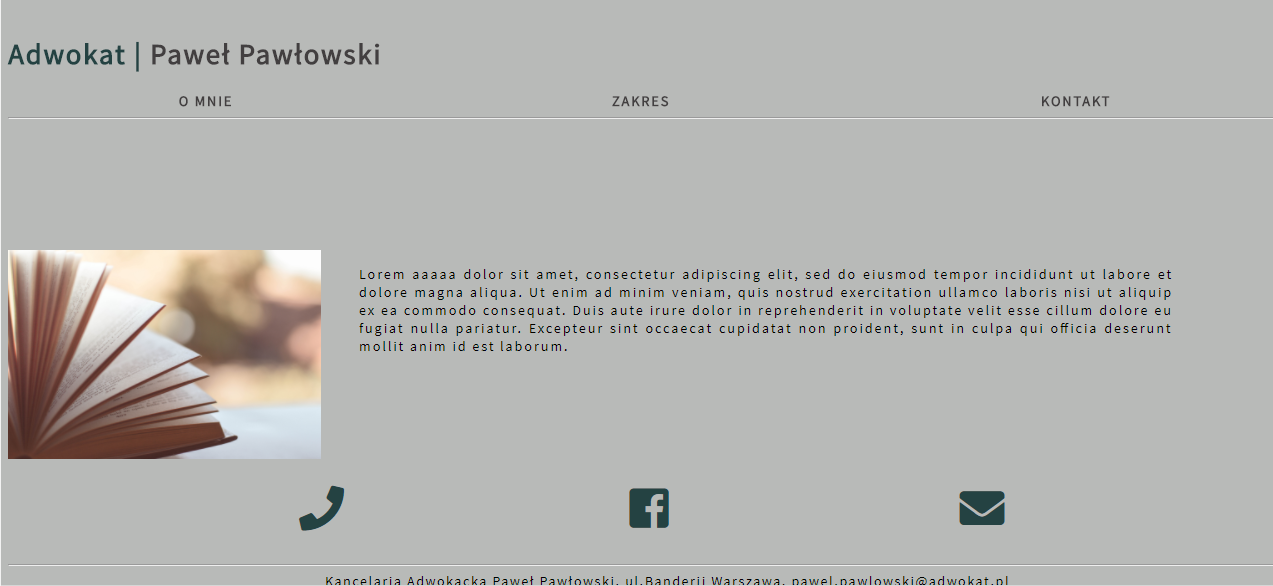 Adwokat | Paweł Pawłowski
O MNIE ZAKRES KONTAKT
Lorem aaaaa dolor sit amet, consectetur adipiscing elit, sed do eiusmod tempor incididunt ut labore et
dolore magna aliqua. Ut enim ad minim veniam, quis nostrud exercitation ullamco laboris nisi ut aliquip
ex ea commodo consequat. Duis aute irure dolor in reprehenderit in voluptate velit esse cillum dolore eu
fugiat nulla pariatur. Excepteur sint occaecat cupidatat non proident, sunt in culpa qui officia deserunt
mollit anim id est laborum.
Kancelaria Adwokacka Paweł Pawłowski, ul.Banderii Warszawa, pawel.pawlowski@adwokat.pl